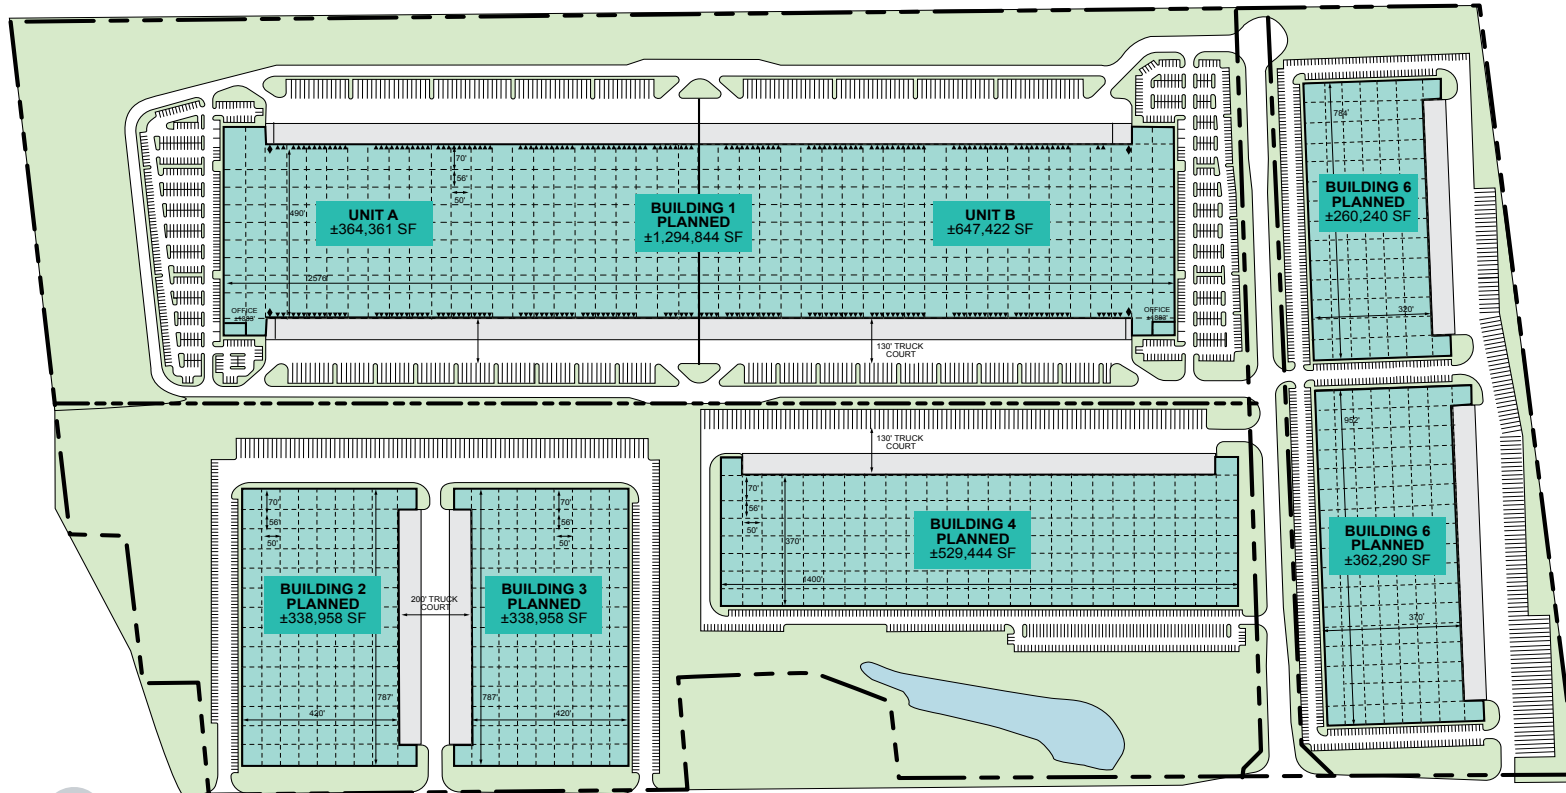 UNIT A
±364,361 SF
BUILDING 1
PLANNED
±1,294,844 SF
UNIT B
±647,422 SF
70'
56'
50'
490'
2576'
OFFICE
OFFICE
130' TRUCK
COURT
BUILDING 6
PLANNED
±260,240 SF
784'
320'
BUILDING 6
PLANNED
±362,290 SF
952'
370'
130' TRUCK
COURT
BUILDING 4
PLANNED
±529,444 SF
70'
56'
50'
370'
1400'
BUILDING 2
PLANNED
±338,958 SF
70'
56'
50'
787'
420'
200' TRUCK
COURT
BUILDING 3
PLANNED
±338,958 SF
70'
56'
50'
787'
420'